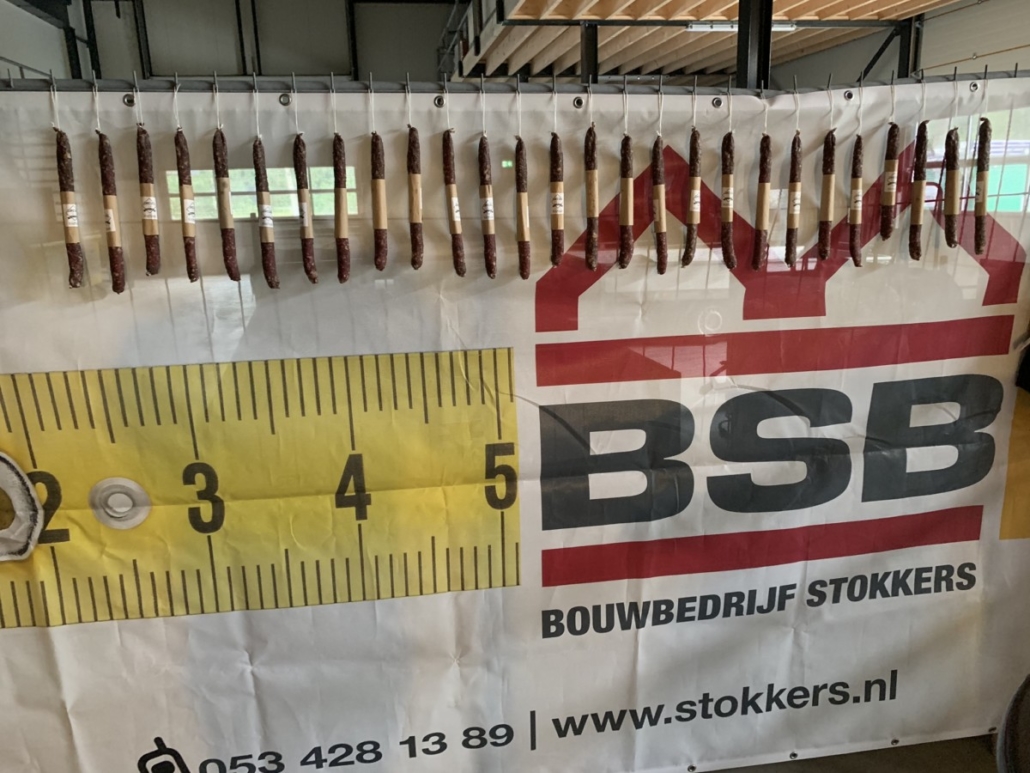 2 3 4 5
BSB
BOUWBEDRIJF STOKKERS
053 428 13 89 | www.stokkers.nl